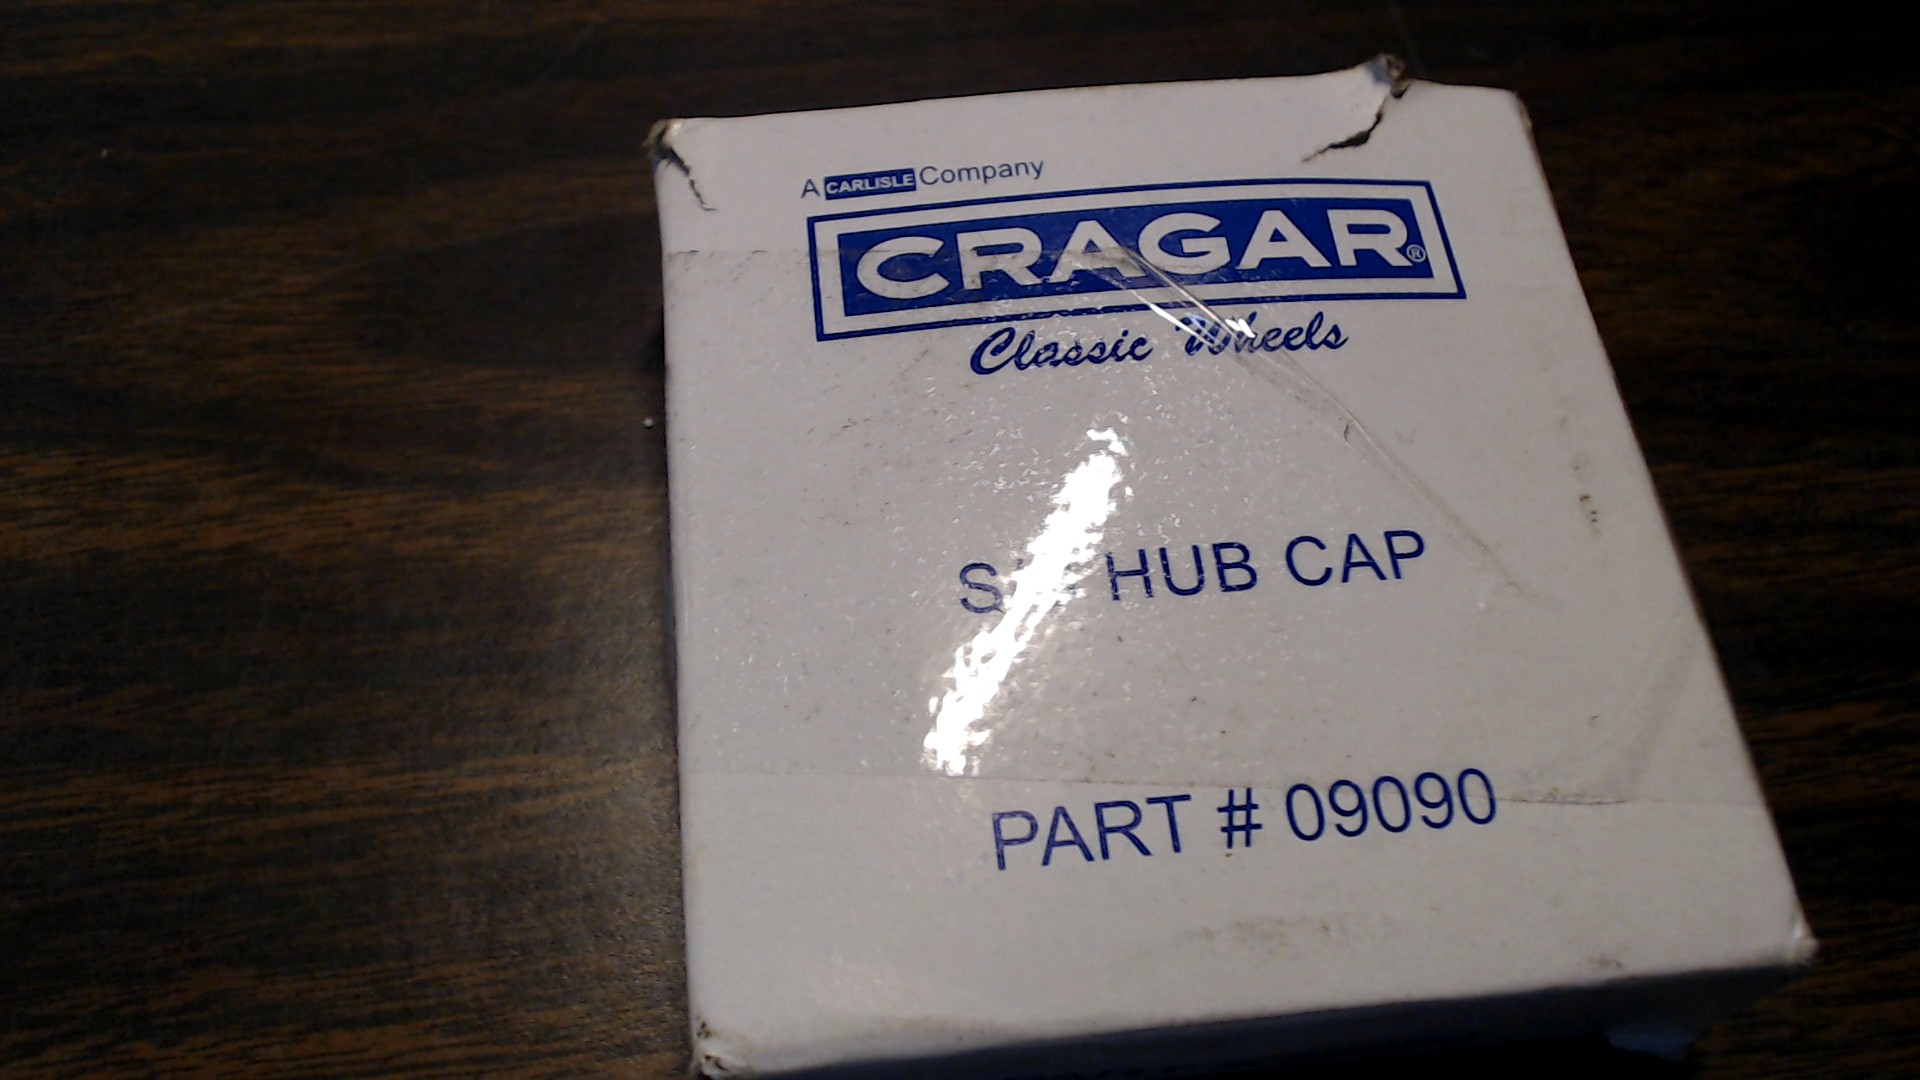 A CARLISLE Company
CRAGAR®
Classic Wheels
HUB CAP
PART # 09090